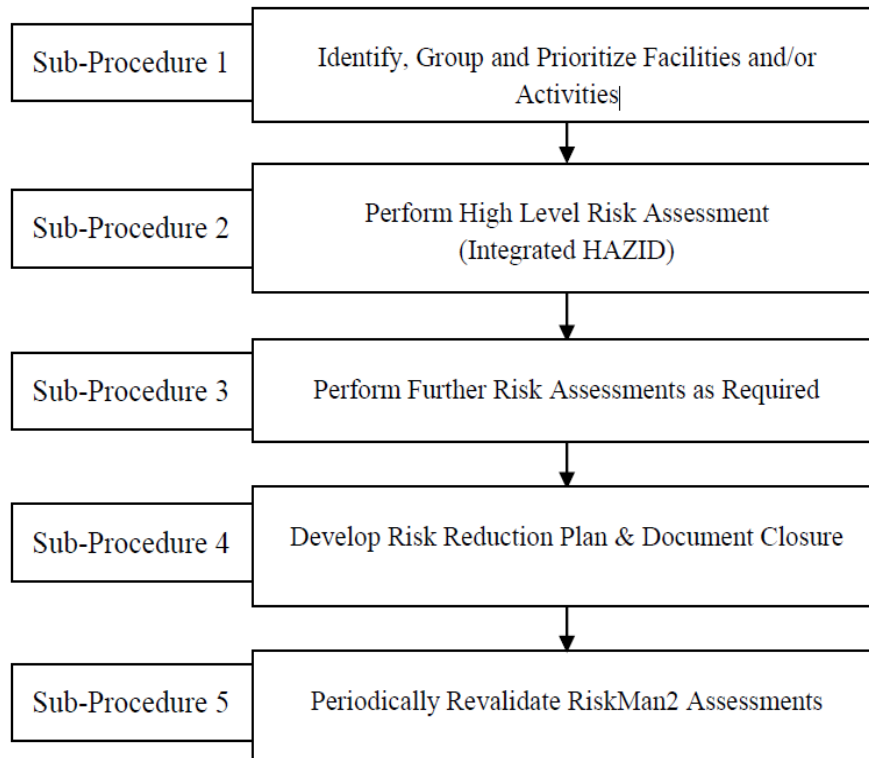 Sub-Procedure 1
Identify, Group and Prioritize Facilities and/or
Activities
Sub-Procedure 2
Perform High Level Risk Assessment
(Integrated HAZID)
Sub-Procedure 3
Perform Further Risk Assessments as Required
Sub-Procedure 4
Develop Risk Reduction Plan & Document Closure
Sub-Procedure 5
Periodically Revalidate RiskMan2 Assessments